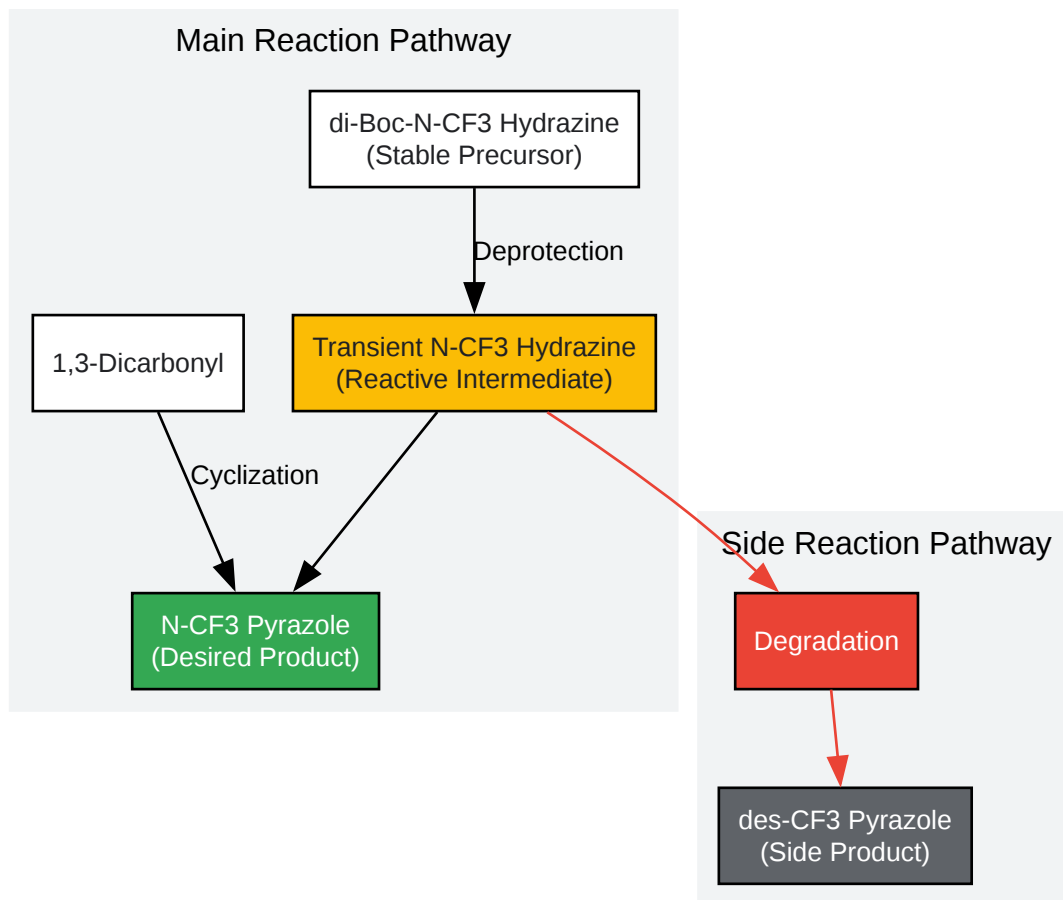 Main Reaction Pathway
di-Boc-N-CF3 Hydrazine
(Stable Precursor)
Deprotection
1,3-Dicarbonyl
Transient N-CF3 Hydrazine
(Reactive Intermediate)
Cyclization
N-CF3 Pyrazole
(Desired Product)
Side Reaction Pathway
Degradation
des-CF3 Pyrazole
(Side Product)